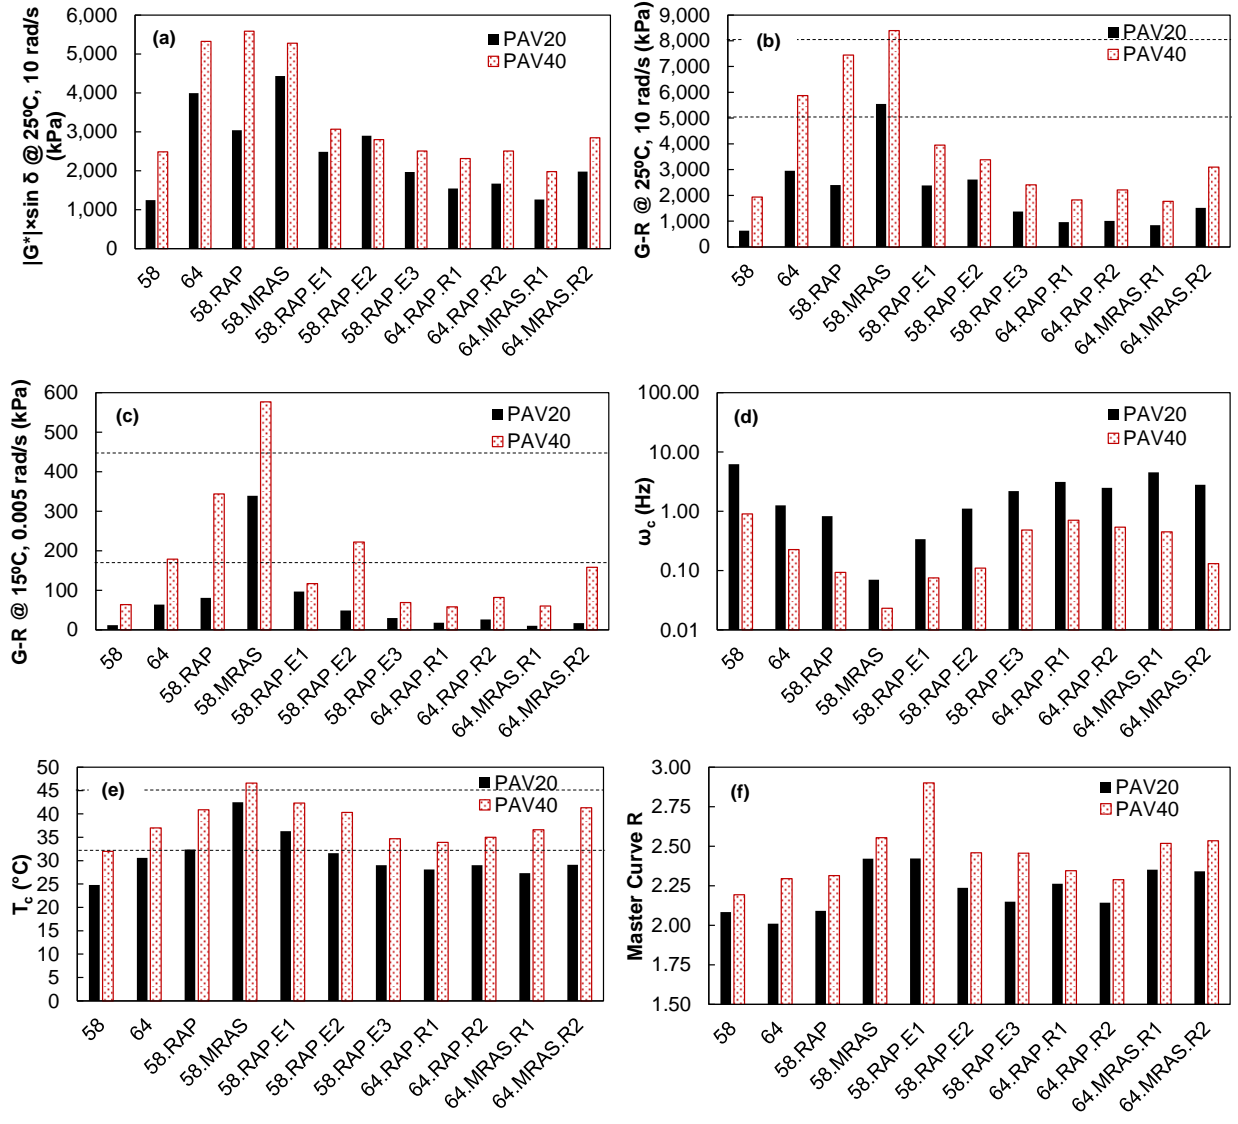 (a)
PAV20
PAV40
|G*|×sin δ @ 25ºC, 10 rad/s
(kPa)
6,000
5,000
4,000
3,000
2,000
1,000
0
58
64
58.RAP
58.MRAS
58.RAP.E1
58.RAP.E2
58.RAP.E3
64.RAP.R1
64.RAP.R2
64.MRAS.R1
64.MRAS.R2
(b)
PAV20
PAV40
G-R @ 25ºC, 10 rad/s (kPa)
9,000
8,000
7,000
6,000
5,000
4,000
3,000
2,000
1,000
0
58
64
58.RAP
58.MRAS
58.RAP.E1
58.RAP.E2
58.RAP.E3
64.RAP.R1
64.RAP.R2
64.MRAS.R1
64.MRAS.R2
(c)
PAV20
PAV40
G-R @ 15ºC, 0.005 rad/s (kPa)
600
500
400
300
200
100
0
58
64
58.RAP
58.MRAS
58.RAP.E1
58.RAP.E2
58.RAP.E3
64.RAP.R1
64.RAP.R2
64.MRAS.R1
64.MRAS.R2
(d)
PAV20
PAV40
ωc (Hz)
100.00
10.00
1.00
0.10
0.01
58
64
58.RAP
58.MRAS
58.RAP.E1
58.RAP.E2
58.RAP.E3
64.RAP.R1
64.RAP.R2
64.MRAS.R1
64.MRAS.R2
(e)
PAV20
PAV40
Tc (°C)
50
45
40
35
30
25
20
15
10
5
0
58
64
58.RAP
58.MRAS
58.RAP.E1
58.RAP.E2
58.RAP.E3
64.RAP.R1
64.RAP.R2
64.MRAS.R1
64.MRAS.R2
(f)
PAV20
PAV40
Master Curve R
3.00
2.75
2.50
2.25
2.00
1.75
1.50
58
64
58.RAP
58.MRAS
58.RAP.E1
58.RAP.E2
58.RAP.E3
64.RAP.R1
64.RAP.R2
64.MRAS.R1
64.MRAS.R2